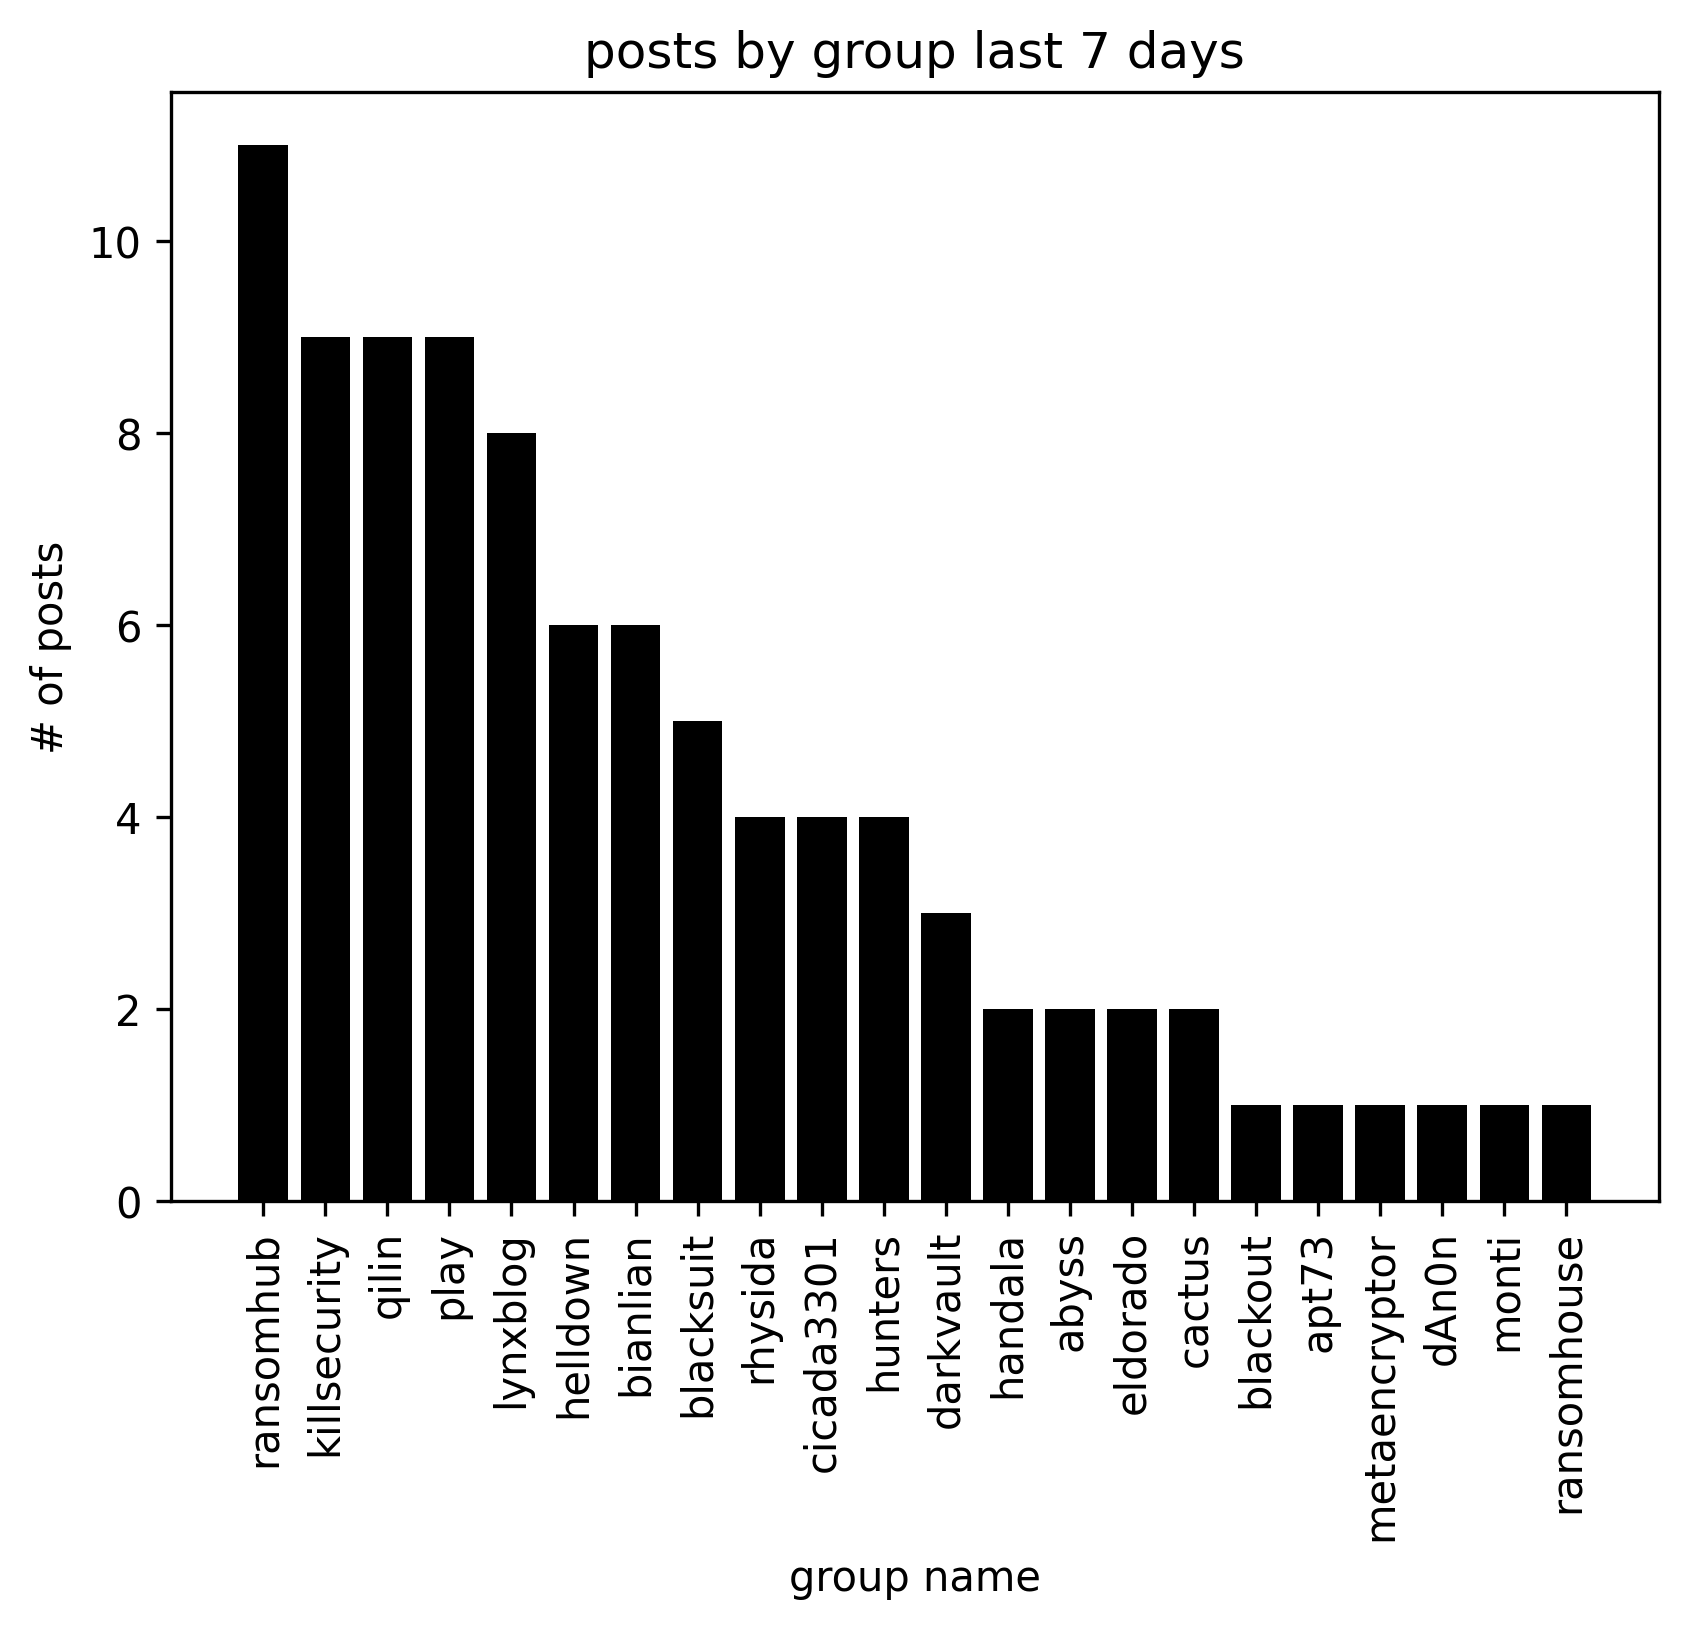 posts by group last 7 days
# of posts
10
8
6
4
2
0
ransomhub
killsecurity
qilin
play
lynxblog
helldown
bianlian
blacksuit
rhysida
cicada3301
hunters
darkvault
handala
abyss
eldorado
cactus
blackout
apt73
metaencryptor
dAn0n
monti
ransomhouse
group name